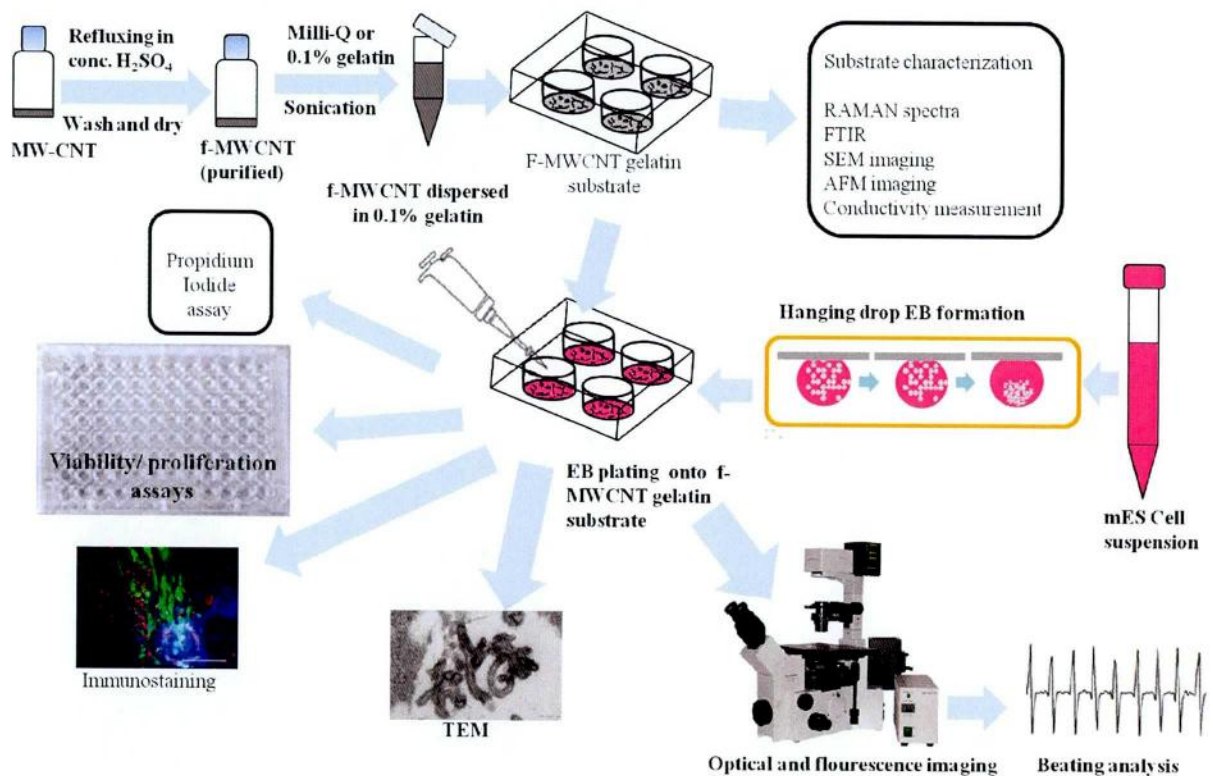 Refluxing in
conc. H₂SO₄
Wash and dry
MW-CNT
f-MWCNT
(purified)
Milli-Q or
0.1% gelatin
Sonication
f-MWCNT dispersed
in 0.1% gelatin
F-MWCNT gelatin
substrate
Substrate characterization
RAMAN spectra
FTIR
SEM imaging
AFM imaging
Conductivity measurement
Propidium
Iodide
assay
Hanging drop EB formation
Viability/ proliferation
assays
EB plating onto f-
MWCNT gelatin
substrate
mES Cell
suspension
Immunostaining
TEM
Optical and flourescence imaging
Beating analysis